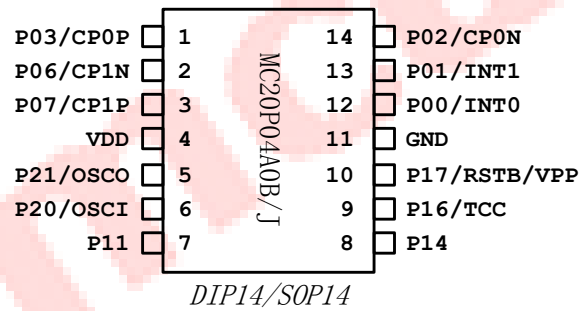 P03/CP0P 1 14 P02/CP0N
P06/CP1N 2 13 P01/INT1
P07/CP1P 3 12 P00/INT0
VDD 4 11 GND
P21/OSCO 5 10 P17/RSTB/VPP
P20/OSCI 6 9 P16/TCC
P11 7 8 P14
MC20P04A0B/J
DIP14/SOP14